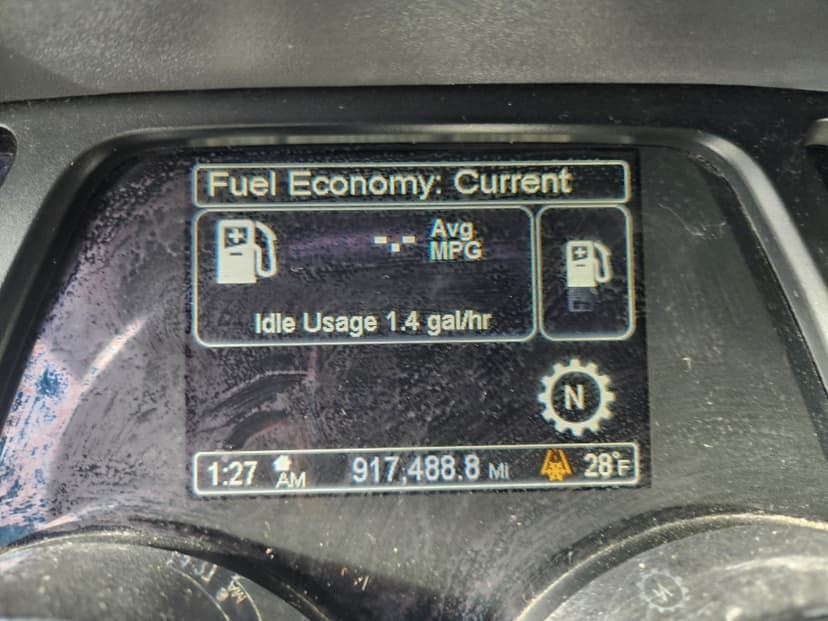 Fuel Economy: Current
-.- Avg
MPG
Idle Usage 1.4 gal/hr
N
1:27 AM 917,488.8 MI 28°F